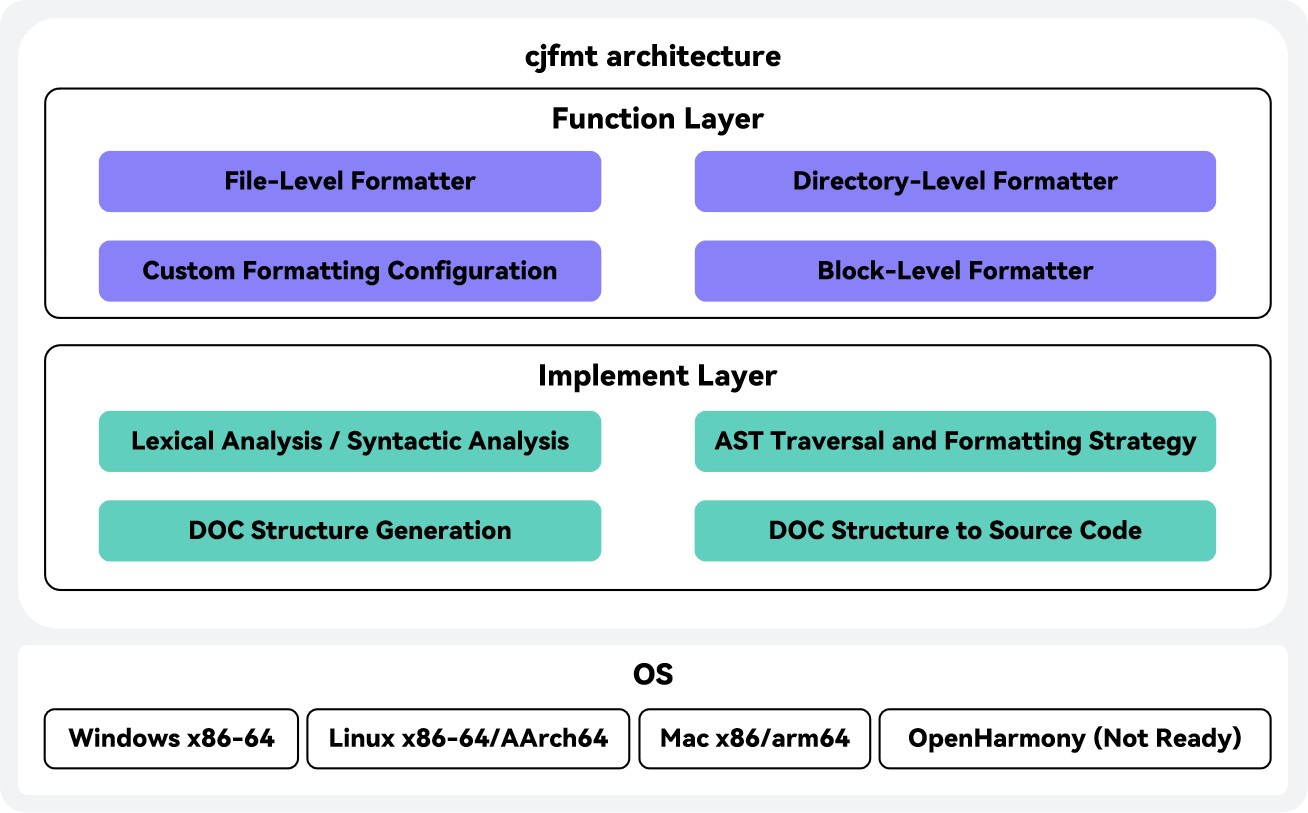 cjfmt architecture
Function Layer
File-Level Formatter
Directory-Level Formatter
Custom Formatting Configuration
Block-Level Formatter
Implement Layer
Lexical Analysis / Syntactic Analysis
AST Traversal and Formatting Strategy
DOC Structure Generation
DOC Structure to Source Code
OS
Windows x86-64
Linux x86-64/AArch64
Mac x86/arm64
OpenHarmony (Not Ready)